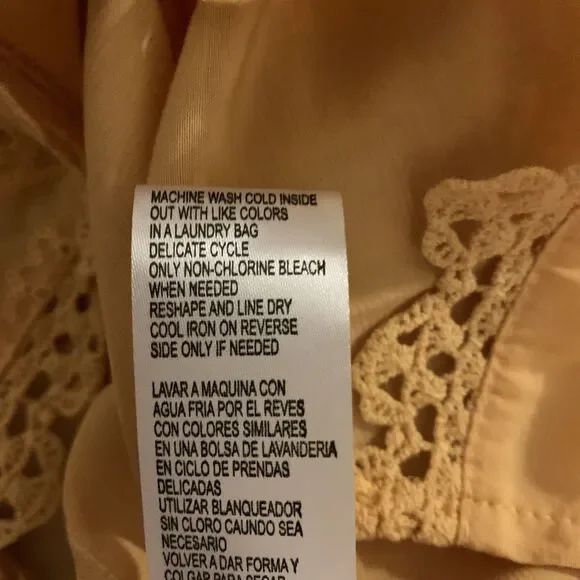 MACHINE WASH COLD INSIDE
OUT WITH LIKE COLORS
IN A LAUNDRY BAG
DELICATE CYCLE
ONLY NON-CHLORINE BLEACH
WHEN NEEDED
RESHAPE AND LINE DRY
COOL IRON ON REVERSE
SIDE ONLY IF NEEDED
LAVAR A MAQUINA CON
AGUA FRIA POR EL REVES
CON COLORES SIMILARES
EN UNA BOLSA DE LAVANDERIA
EN CICLO DE PRENDAS
DELICADAS
UTILIZAR BLANQUEADOR
SIN CLORO CAUNDO SEA
NECESARIO
VOLVER A DAR FORMA Y
COLGAR PARA SECAR